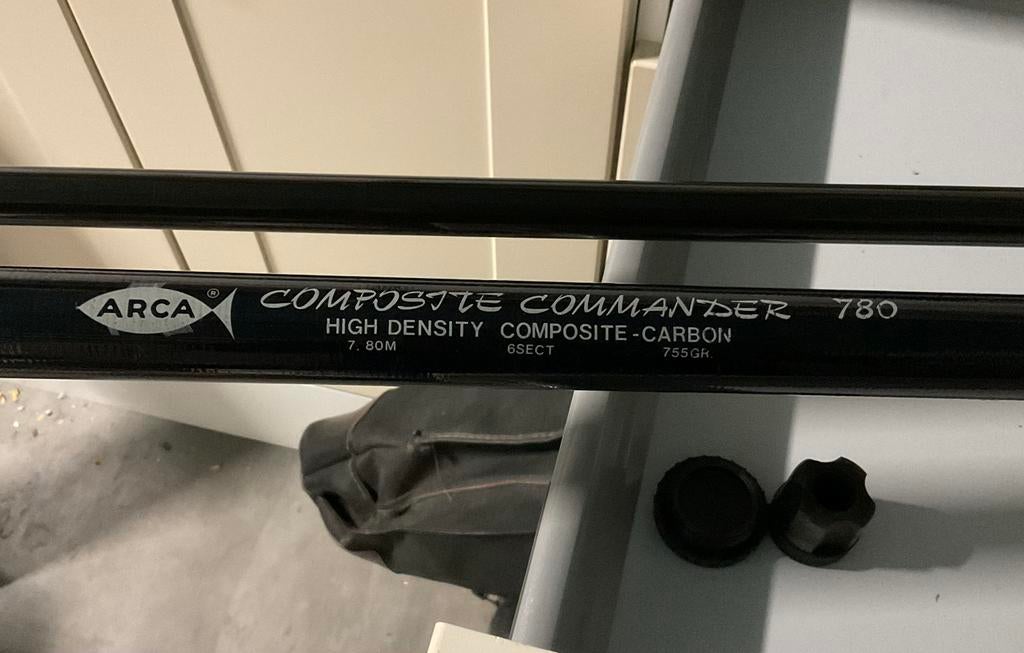 ARCA ® COMPOSITE COMMANDER 780
HIGH DENSITY COMPOSITE-CARBON
7.80M 6SECT 755GR.